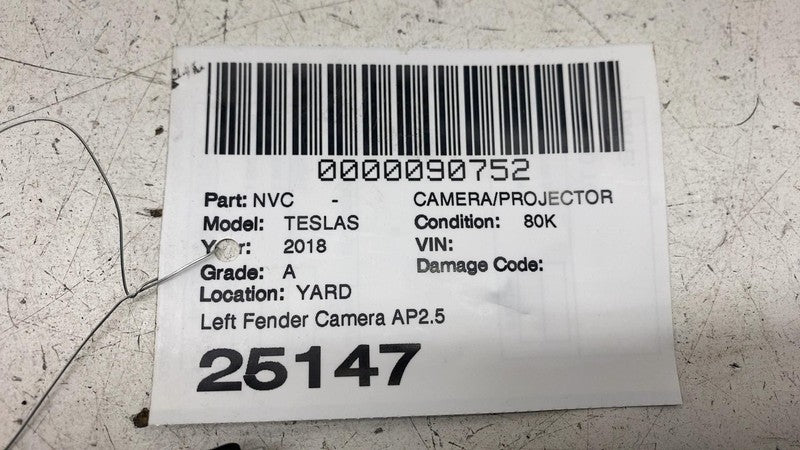 0000090752
Part: NVC - CAMERA/PROJECTOR
Model: TESLAS Condition: 80K
2018 VIN:
Grade: A Damage Code:
Location: YARD
Left Fender Camera AP2.5
25147